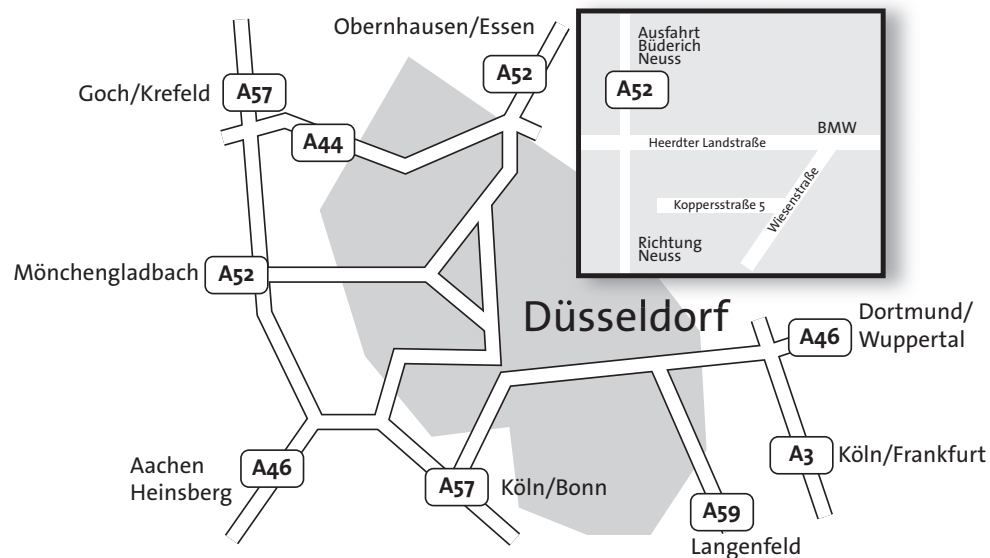 Obernhausen/Essen
A52
Goch/Krefeld
A57
A44
Ausfahrt
Büderich
Neuss
A52
BMW
Heerdter Landstraße
Koppersstraße 5
Wiesenstraße
Richtung
Neuss
Mönchengladbach
A52
Düsseldorf
Dortmund/
Wuppertal
A46
Aachen
Heinsberg
A46
A57
Köln/Bonn
A3
Köln/Frankfurt
A59
Langenfeld